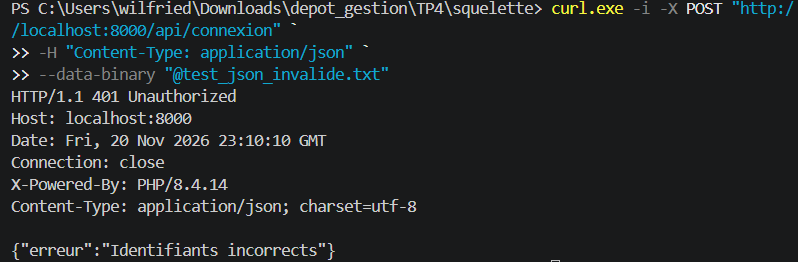 PS C:\Users\wilfried\Downloads\depot_gestion\TP4\squelette> curl.exe -i -X POST "http:/
/localhost:8000/api/connexion" `
>> -H "Content-Type: application/json" `
>> --data-binary "@test_json_invalide.txt"
HTTP/1.1 401 Unauthorized
Host: localhost:8000
Date: Fri, 20 Nov 2026 23:10:10 GMT
Connection: close
X-Powered-By: PHP/8.4.14
Content-Type: application/json; charset=utf-8

{"erreur":"Identifiants incorrects"}